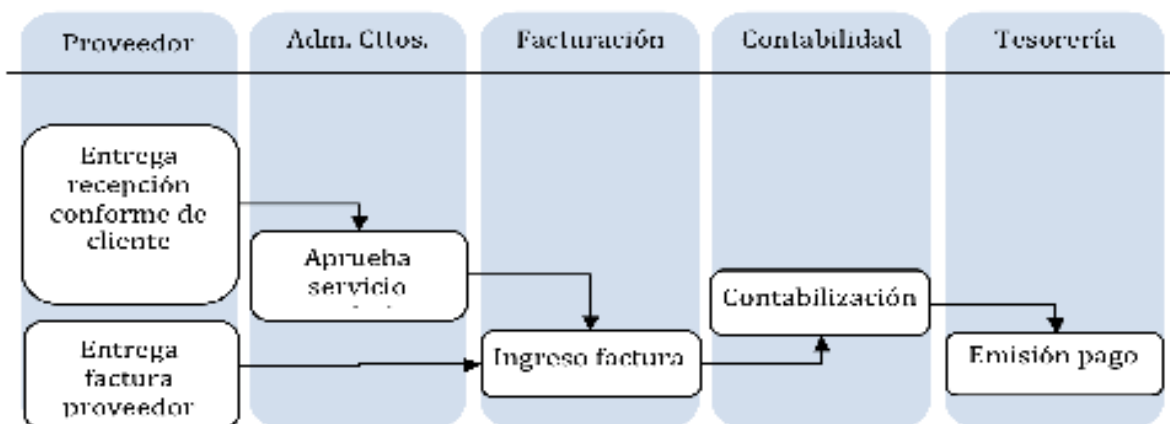 Proveedor
Adm. Cttos.
Facturación
Contabilidad
Tesorería
Entrega
recepción
conforme de
cliente
Aprueba
servicio
Contabilización
Entrega
factura
proveedor
Ingreso factura
Emisión pago